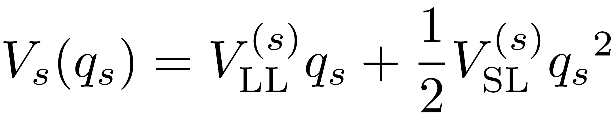 $V_s(q_s) = V_{\mathrm{LL}}^{(s)} q_s + \frac{1}{2} V_{\mathrm{SL}}^{(s)} {q_s}^2$